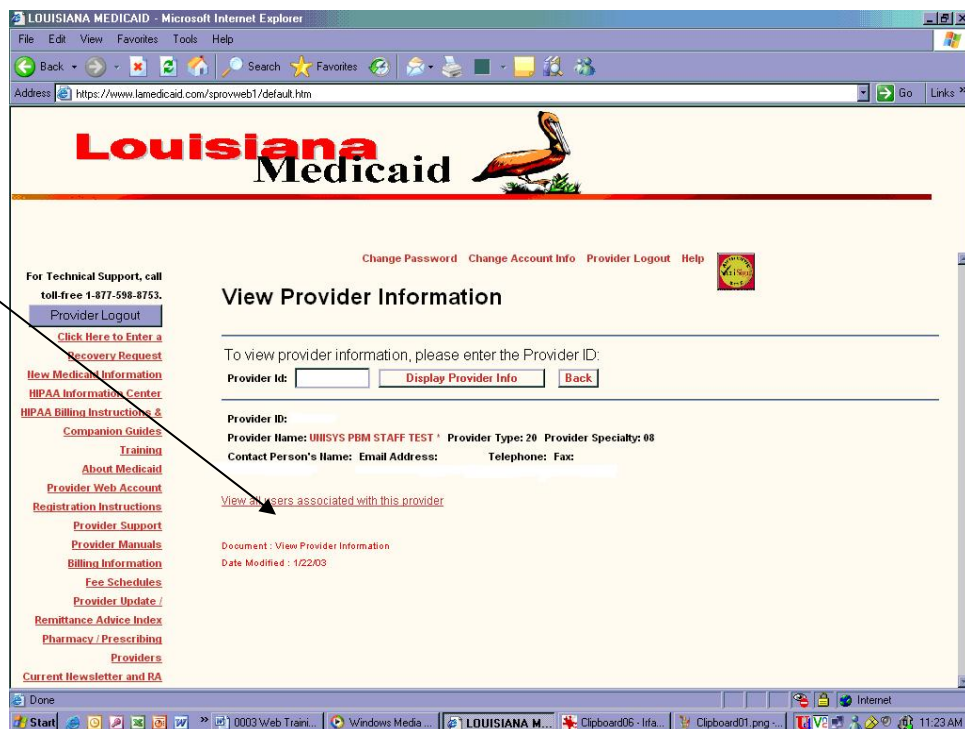 LOUISIANA MEDICAID - Microsoft Internet Explorer
File Edit View Favorites Tools Help
Back Search Favorites
Address https://www.lamedicaid.com/sprovweb1/default.htm Go Links »
Louisiana
Medicaid
Change Password Change Account Info Provider Logout Help
For Technical Support, call
toll-free 1-877-598-8753.
Provider Logout
Click Here to Enter a
Recovery Request
New Medicaid Information
HIPAA Information Center
HIPAA Billing Instructions &
Companion Guides
Training
About Medicaid
Provider Web Account
Registration Instructions
Provider Support
Provider Manuals
Billing Information
Fee Schedules
Provider Update /
Remittance Advice Index
Pharmacy / Prescribing
Providers
Current Newsletter and RA
View Provider Information
To view provider information, please enter the Provider ID:
Provider Id: Display Provider Info Back
Provider ID:
Provider Name: UNISYS PBM STAFF TEST * Provider Type: 20 Provider Specialty: 08
Contact Person's Name: Email Address: Telephone: Fax:
View all users associated with this provider
Document : View Provider Information
Date Modified : 1/22/03
Done Internet
Start » 0003 Web Traini... Windows Media ... LOUISIANA M... Clipboard06 - Irfa... Clipboard01.png -... 11:23 AM